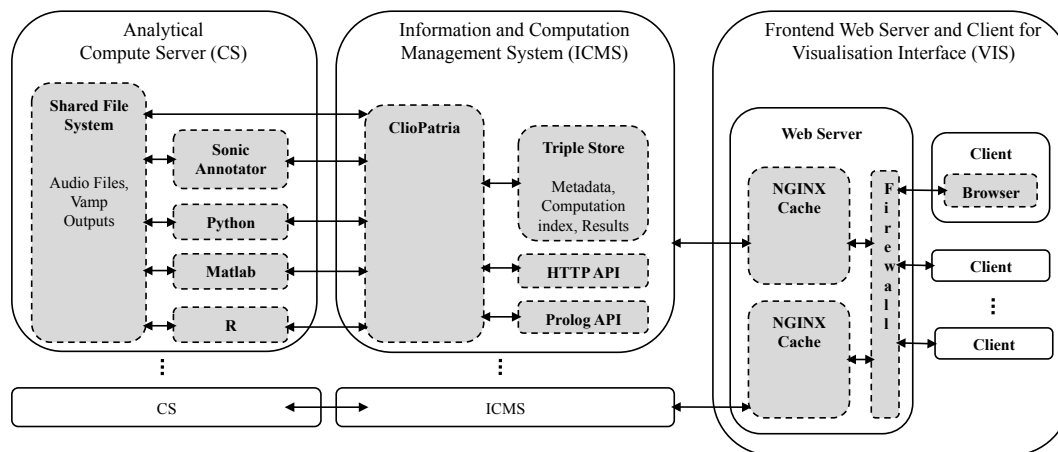 Analytical
Compute Server (CS)
Shared File
System
Audio Files,
Vamp
Outputs
Sonic
Annotator
Python
Matlab
R
...
CS
Information and Computation
Management System (ICMS)
ClioPatria
Triple Store
Metadata,
Computation
index, Results
HTTP API
Prolog API
...
ICMS
Frontend Web Server and Client for
Visualisation Interface (VIS)
Web Server
NGINX
Cache
NGINX
Cache
Firewall
Client
Browser
Client
...
Client